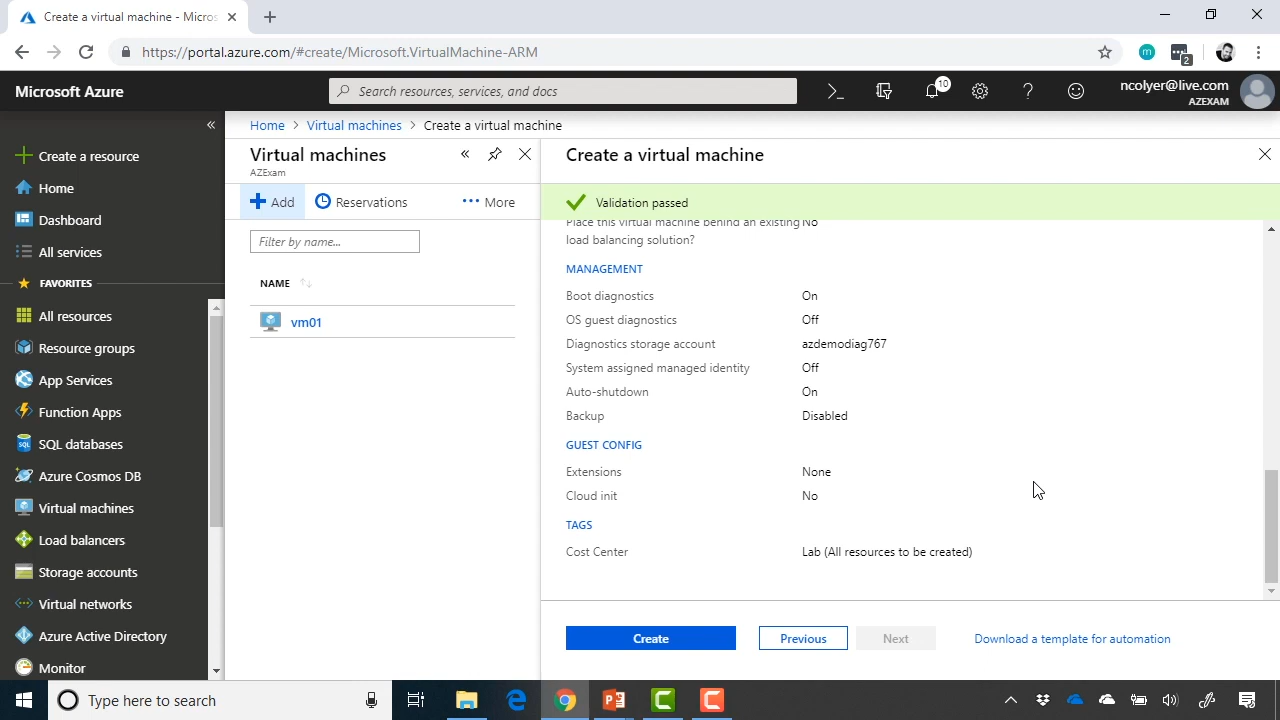 Create a virtual machine - Micros
https://portal.azure.com/#create/Microsoft.VirtualMachine-ARM
m
2
Microsoft Azure
Search resources, services, and docs
10
ncolyer@live.com
AZEXAM
Create a resource
Home
Dashboard
All services
FAVORITES
All resources
Resource groups
App Services
Function Apps
SQL databases
Azure Cosmos DB
Virtual machines
Load balancers
Storage accounts
Virtual networks
Azure Active Directory
Monitor
Home > Virtual machines > Create a virtual machine
Virtual machines
AZExam
Add Reservations More
Filter by name...
NAME
vm01
Create a virtual machine
Validation passed
Place this virtual machine behind an existing No
load balancing solution?
MANAGEMENT
Boot diagnostics On
OS guest diagnostics Off
Diagnostics storage account azdemodiag767
System assigned managed identity Off
Auto-shutdown On
Backup Disabled
GUEST CONFIG
Extensions None
Cloud init No
TAGS
Cost Center Lab (All resources to be created)
Create Previous Next Download a template for automation
Type here to search